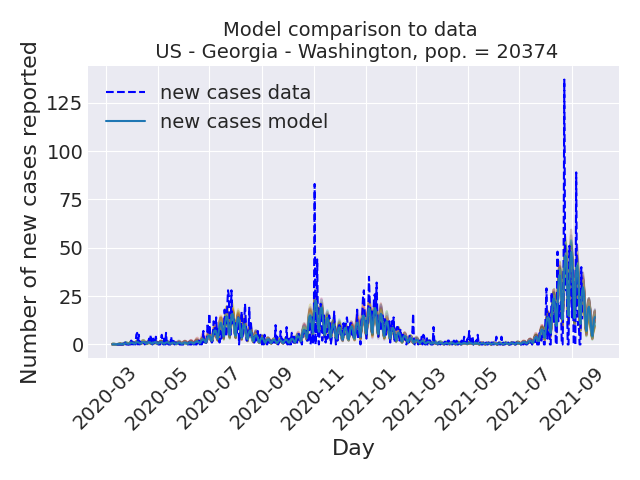 Model comparison to data
US - Georgia - Washington, pop. = 20374
new cases data
new cases model
Number of new cases reported
125
100
75
50
25
0
2020-03
2020-05
2020-07
2020-09
2020-11
2021-01
2021-03
2021-05
2021-07
2021-09
Day